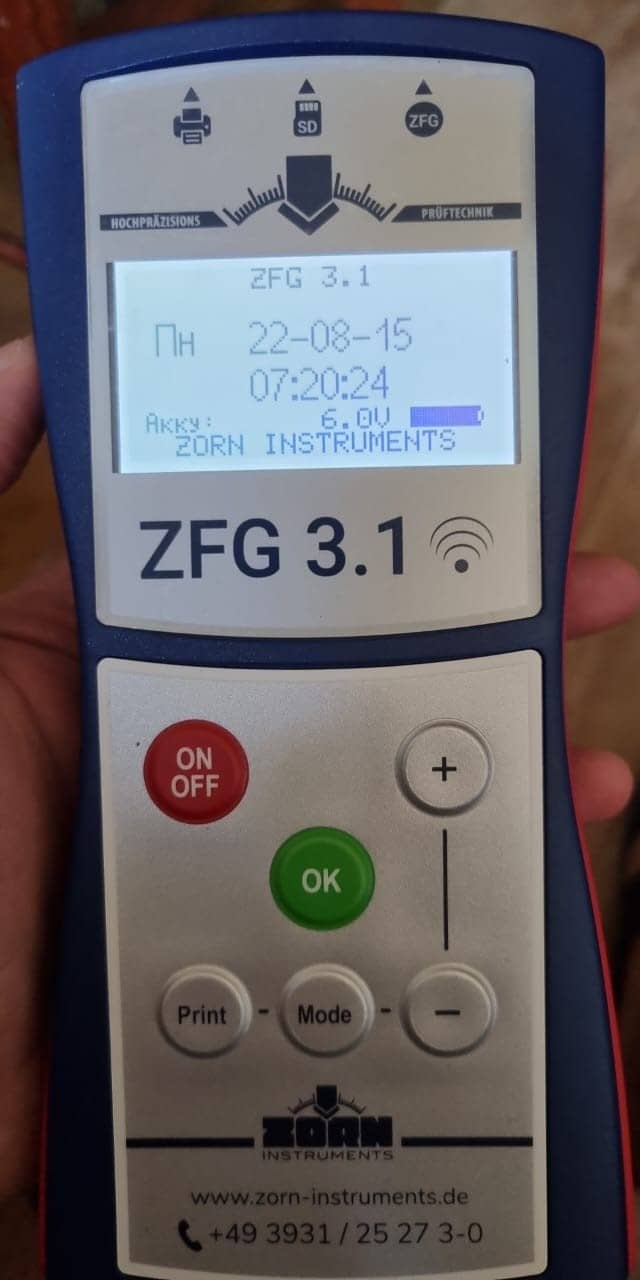 SD
ZFG
HOCHPRÄZISIONS
PRÜFTECHNIK
ZFG 3.1
Пн 22-08-15
07:20:24
Акку: 6.0V
ZORN INSTRUMENTS
ZFG 3.1
ON
OFF
+
OK
Print - Mode - −
ZORN
INSTRUMENTS
www.zorn-instruments.de
+49 3931 / 25 27 3-0